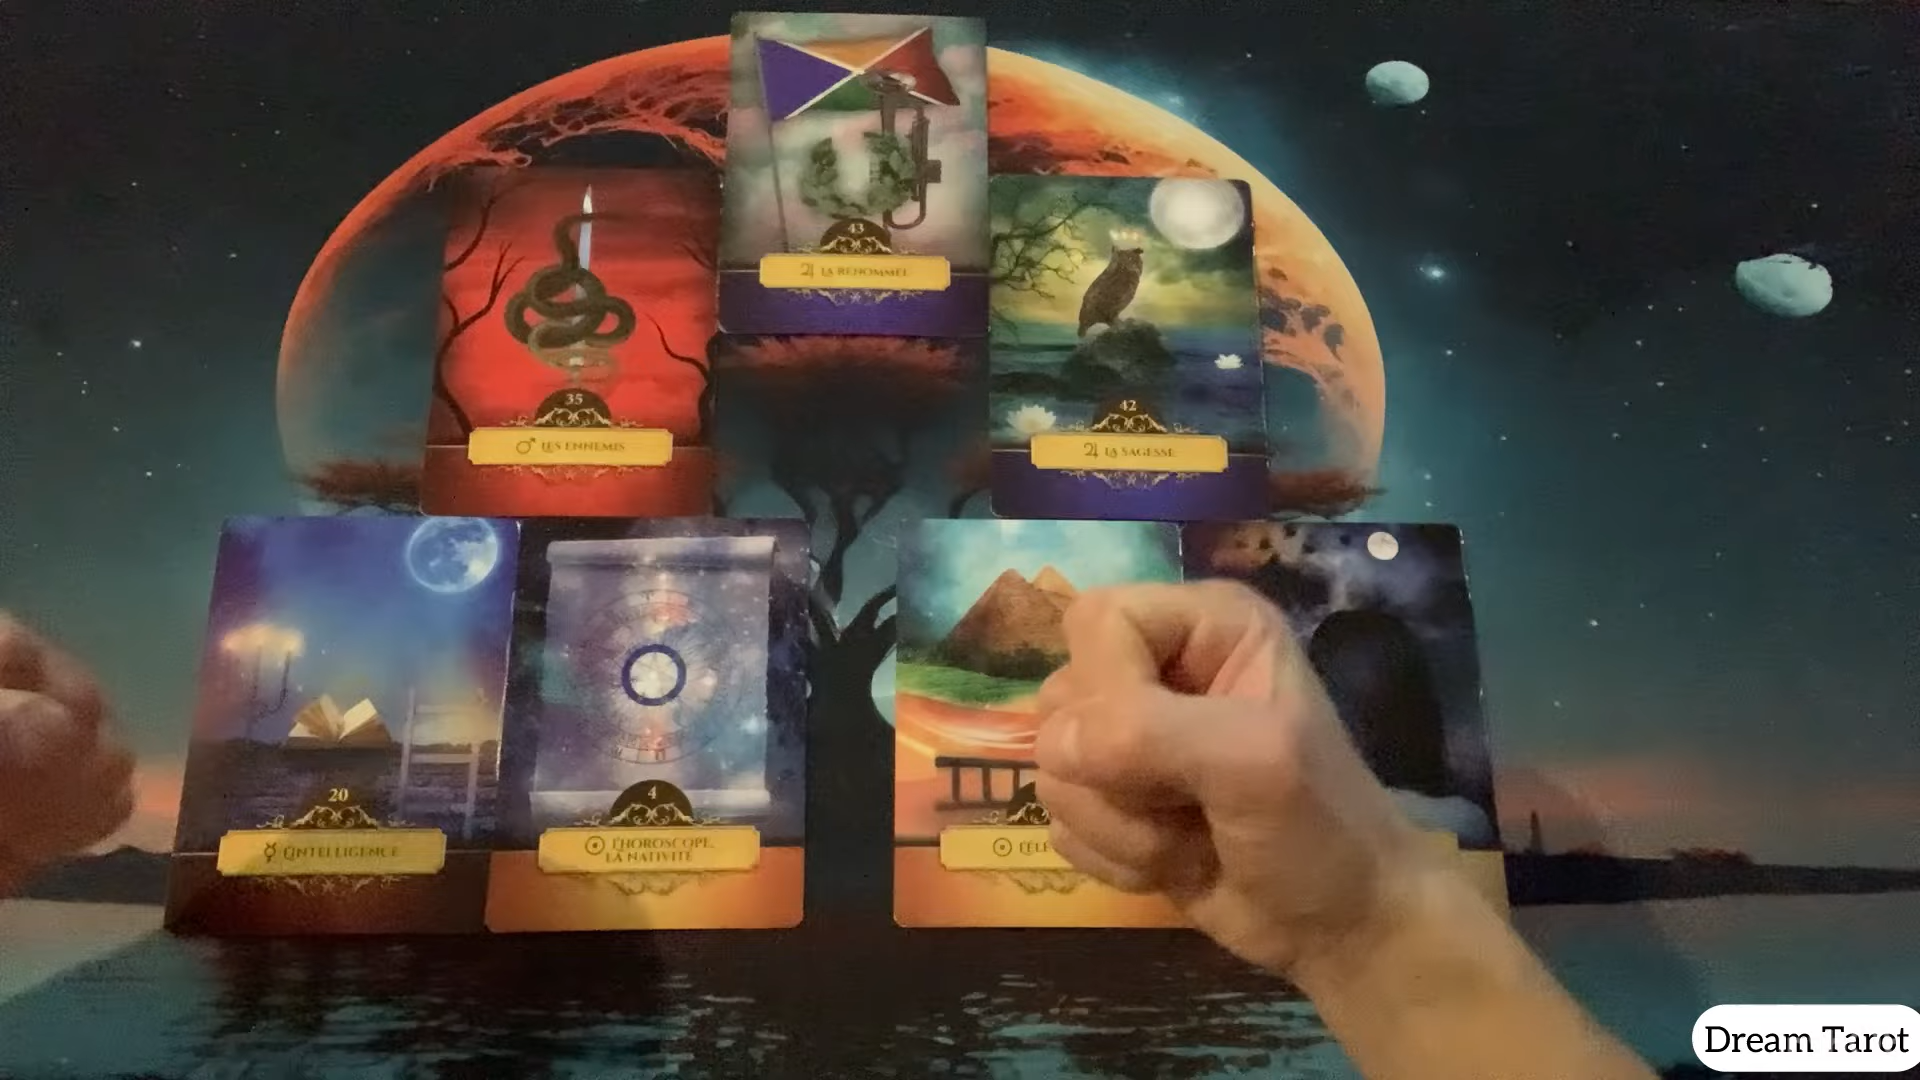 43
♃ LA RENOMMÉE
35
♂ LES ENNEMIS
42
♃ LA SAGESSE
20
☿ L'INTELLIGENCE
4
☉ L'HOROSCOPE,
LA NATIVITÉ
Dream Tarot